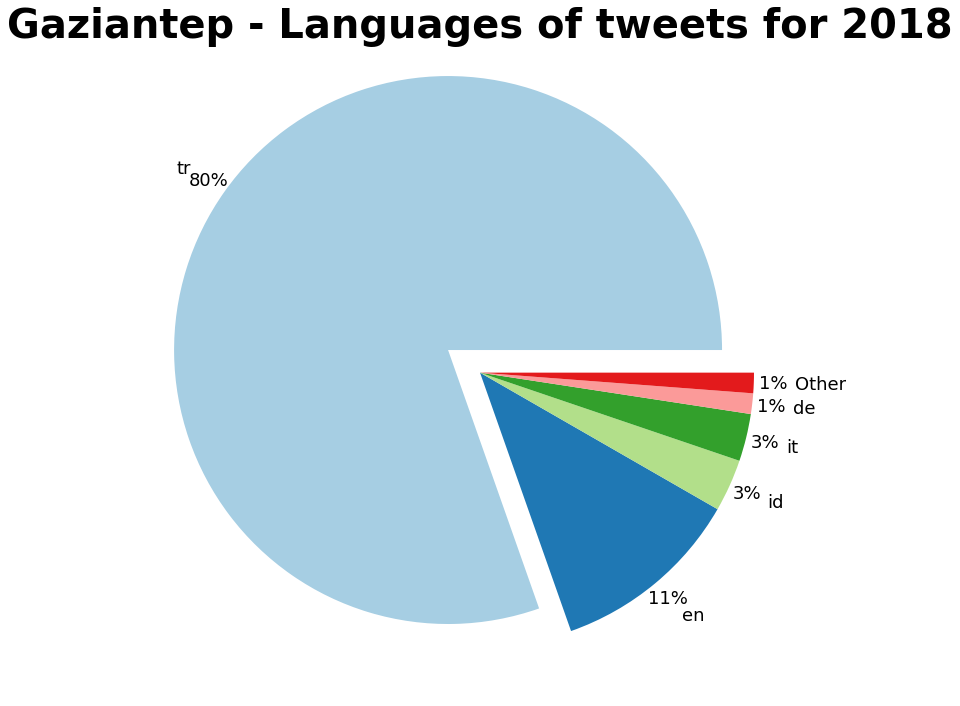 Gaziantep - Languages of tweets for 2018
tr
80%
1% Other
1% de
3% it
3% id
11%
en